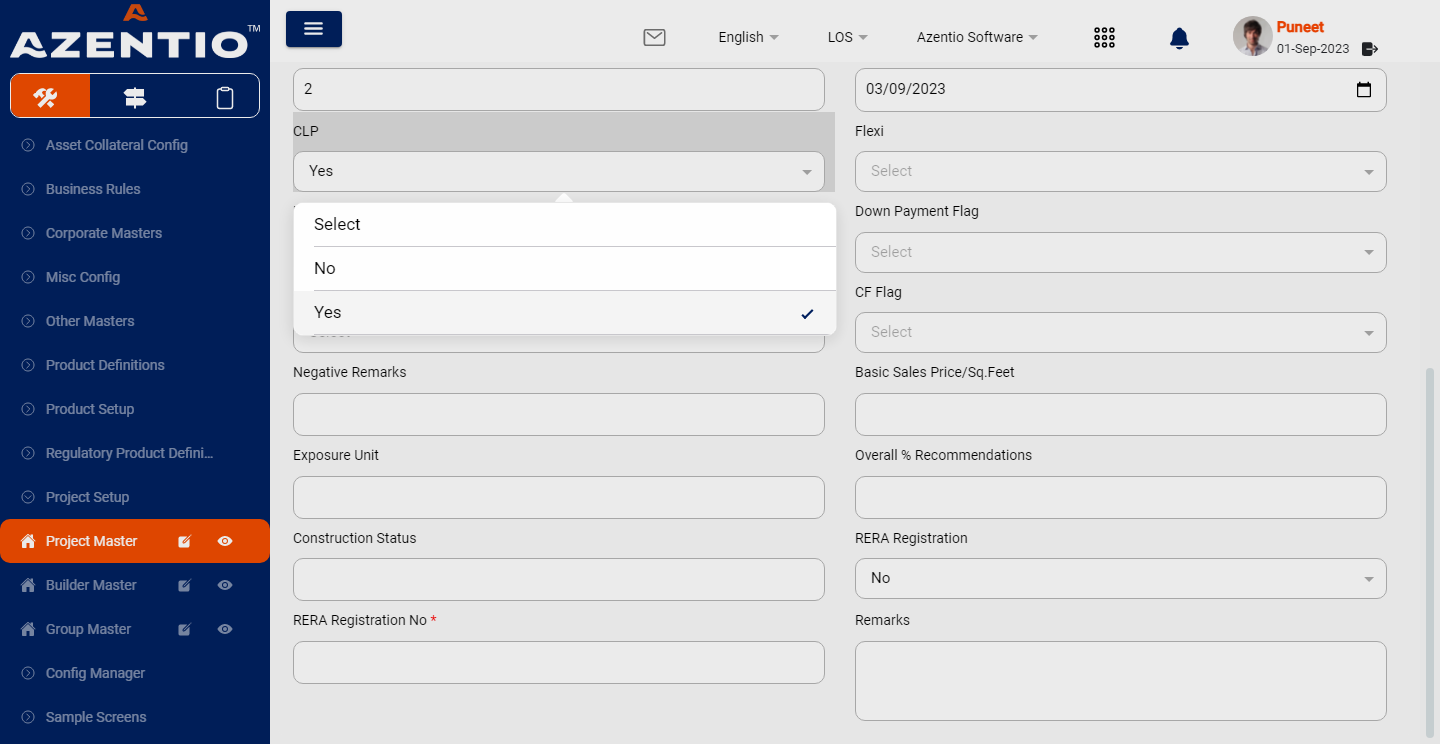 AZENTIO™
English
LOS
Azentio Software
Puneet
01-Sep-2023
Asset Collateral Config
Business Rules
Corporate Masters
Misc Config
Other Masters
Product Definitions
Product Setup
Regulatory Product Defini...
Project Setup
Project Master
Builder Master
Group Master
Config Manager
Sample Screens
2
03/09/2023
CLP
Flexi
Yes
Select
Select
No
Yes
Down Payment Flag
Select
CF Flag
Select
Negative Remarks
Basic Sales Price/Sq.Feet
Exposure Unit
Overall % Recommendations
Construction Status
RERA Registration
No
RERA Registration No *
Remarks